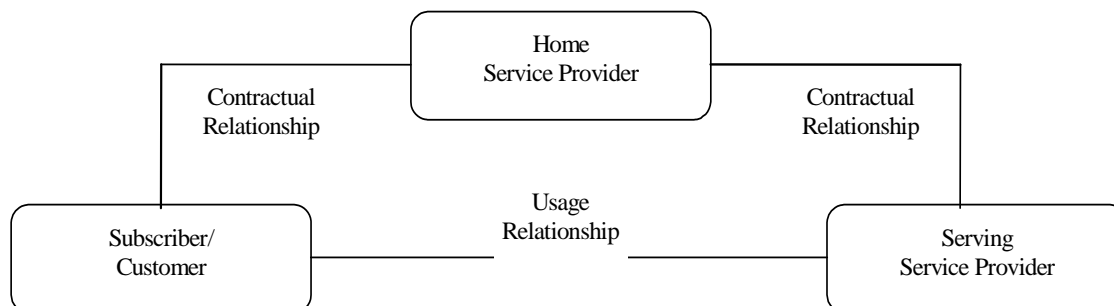 Home
Service Provider
Contractual
Relationship
Contractual
Relationship
Usage
Relationship
Subscriber/
Customer
Serving
Service Provider